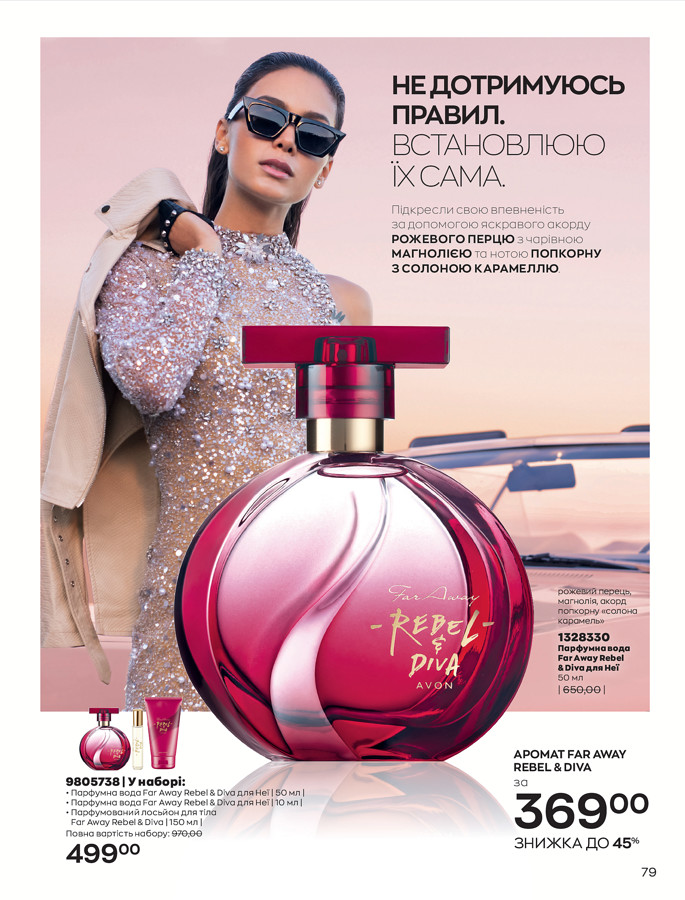 НЕ ДОТРИМУЮСЬ
ПРАВИЛ.
ВСТАНОВЛЮЮ
ЇХ САМА.
Підкресли свою впевненість
за допомогою яскравого акорду
РОЖЕВОГО ПЕРЦЮ з чарівною
МАГНОЛІЄЮ та нотою ПОПКОРНУ
З СОЛОНОЮ КАРАМЕЛЛЮ.
Far Away
-REBEL-
&
DIVA
AVON
рожевий перець,
магнолія, акорд
попкорну «солона
карамель»
1328330
Парфумна вода
Far Away Rebel
& Diva для Неї
50 мл
| 650,00 |
9805738 | У наборі:
• Парфумна вода Far Away Rebel & Diva для Неї | 50 мл |
• Парфумна вода Far Away Rebel & Diva для Неї | 10 мл |
• Парфумований лосьйон для тіла
Far Away Rebel & Diva | 150 мл |
Повна вартість набору: 970,00
499⁰⁰
АРОМАТ FAR AWAY
REBEL & DIVA
за
369⁰⁰
ЗНИЖКА ДО 45%
79